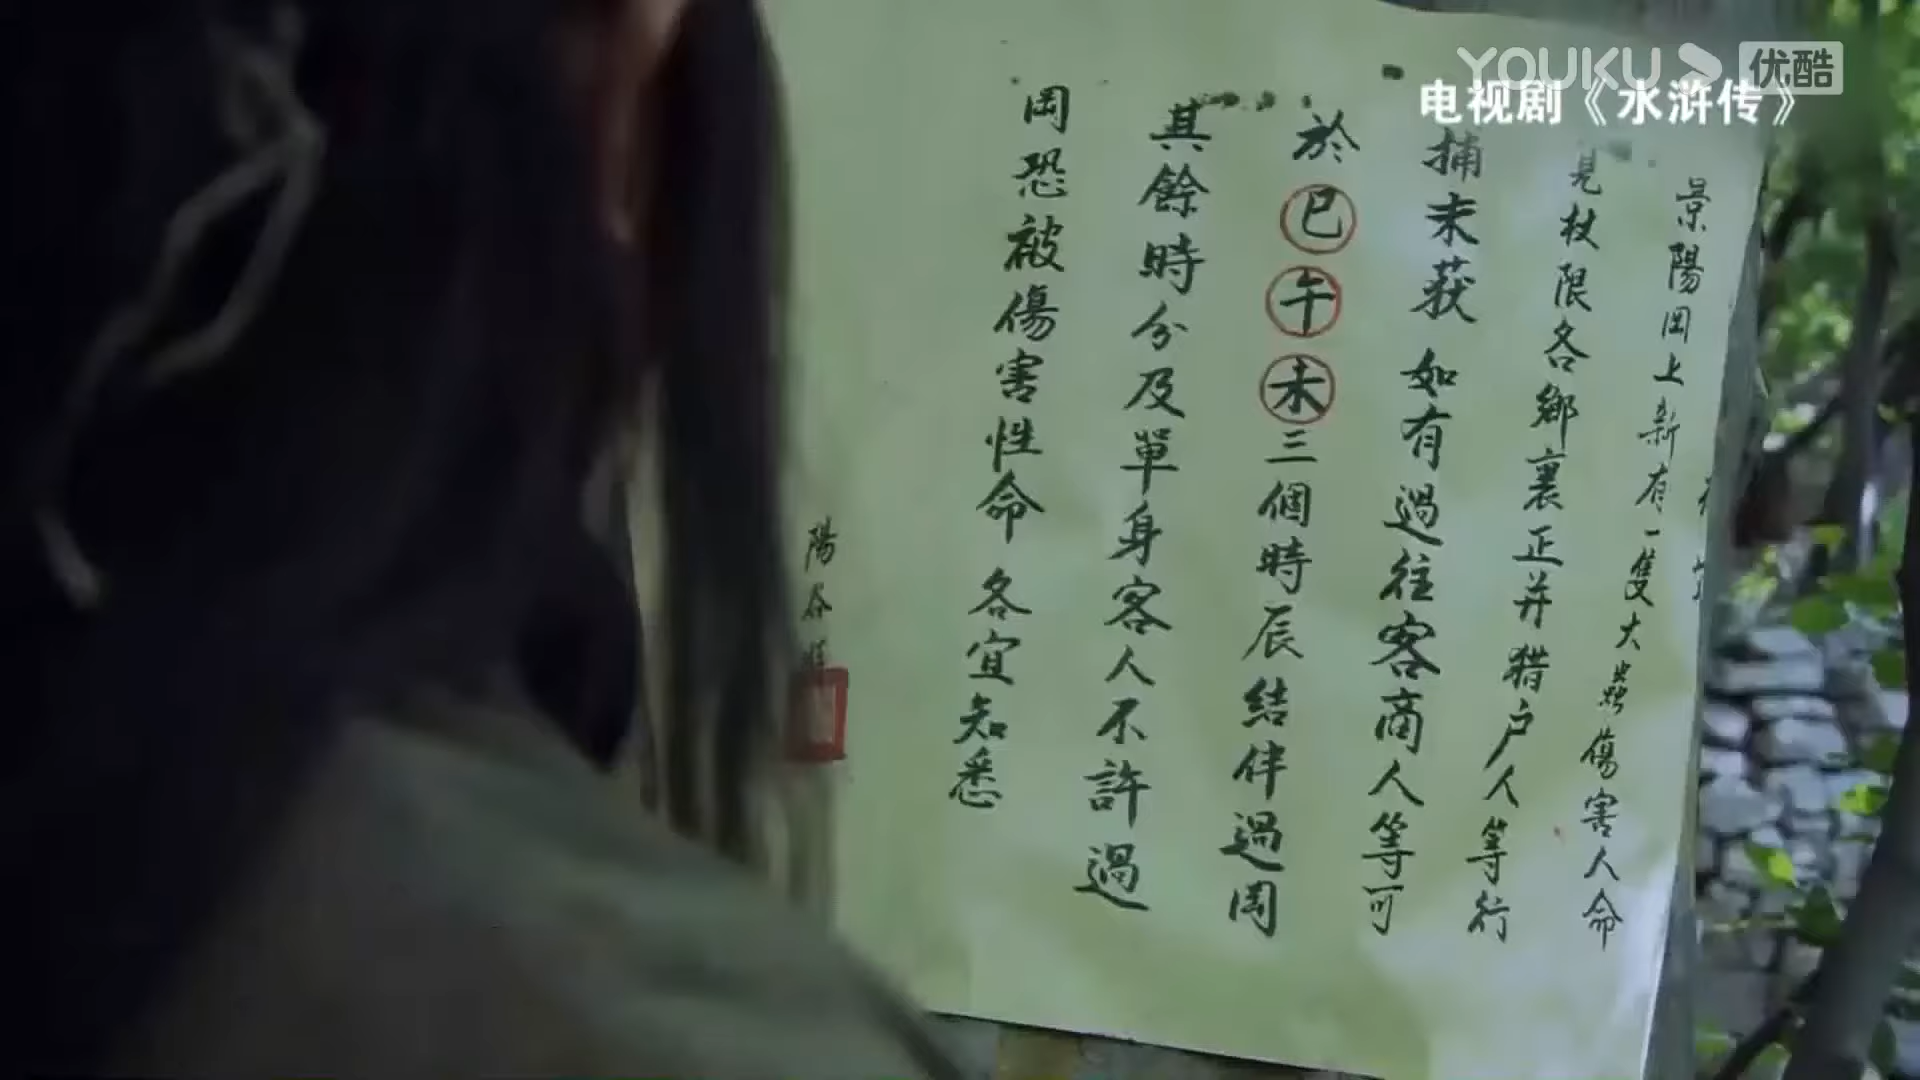 YOUKU 优酷
电视剧《水浒传》
景陽岡上新有一隻大蟲傷害人命
見杖限各鄉裏正并猎户人等行
捕未获 如有過往客商人等可
於巳午未三個時辰結伴過岡
其餘時分及單身客人不許過
岡恐被傷害性命 各宜知悉
陽谷